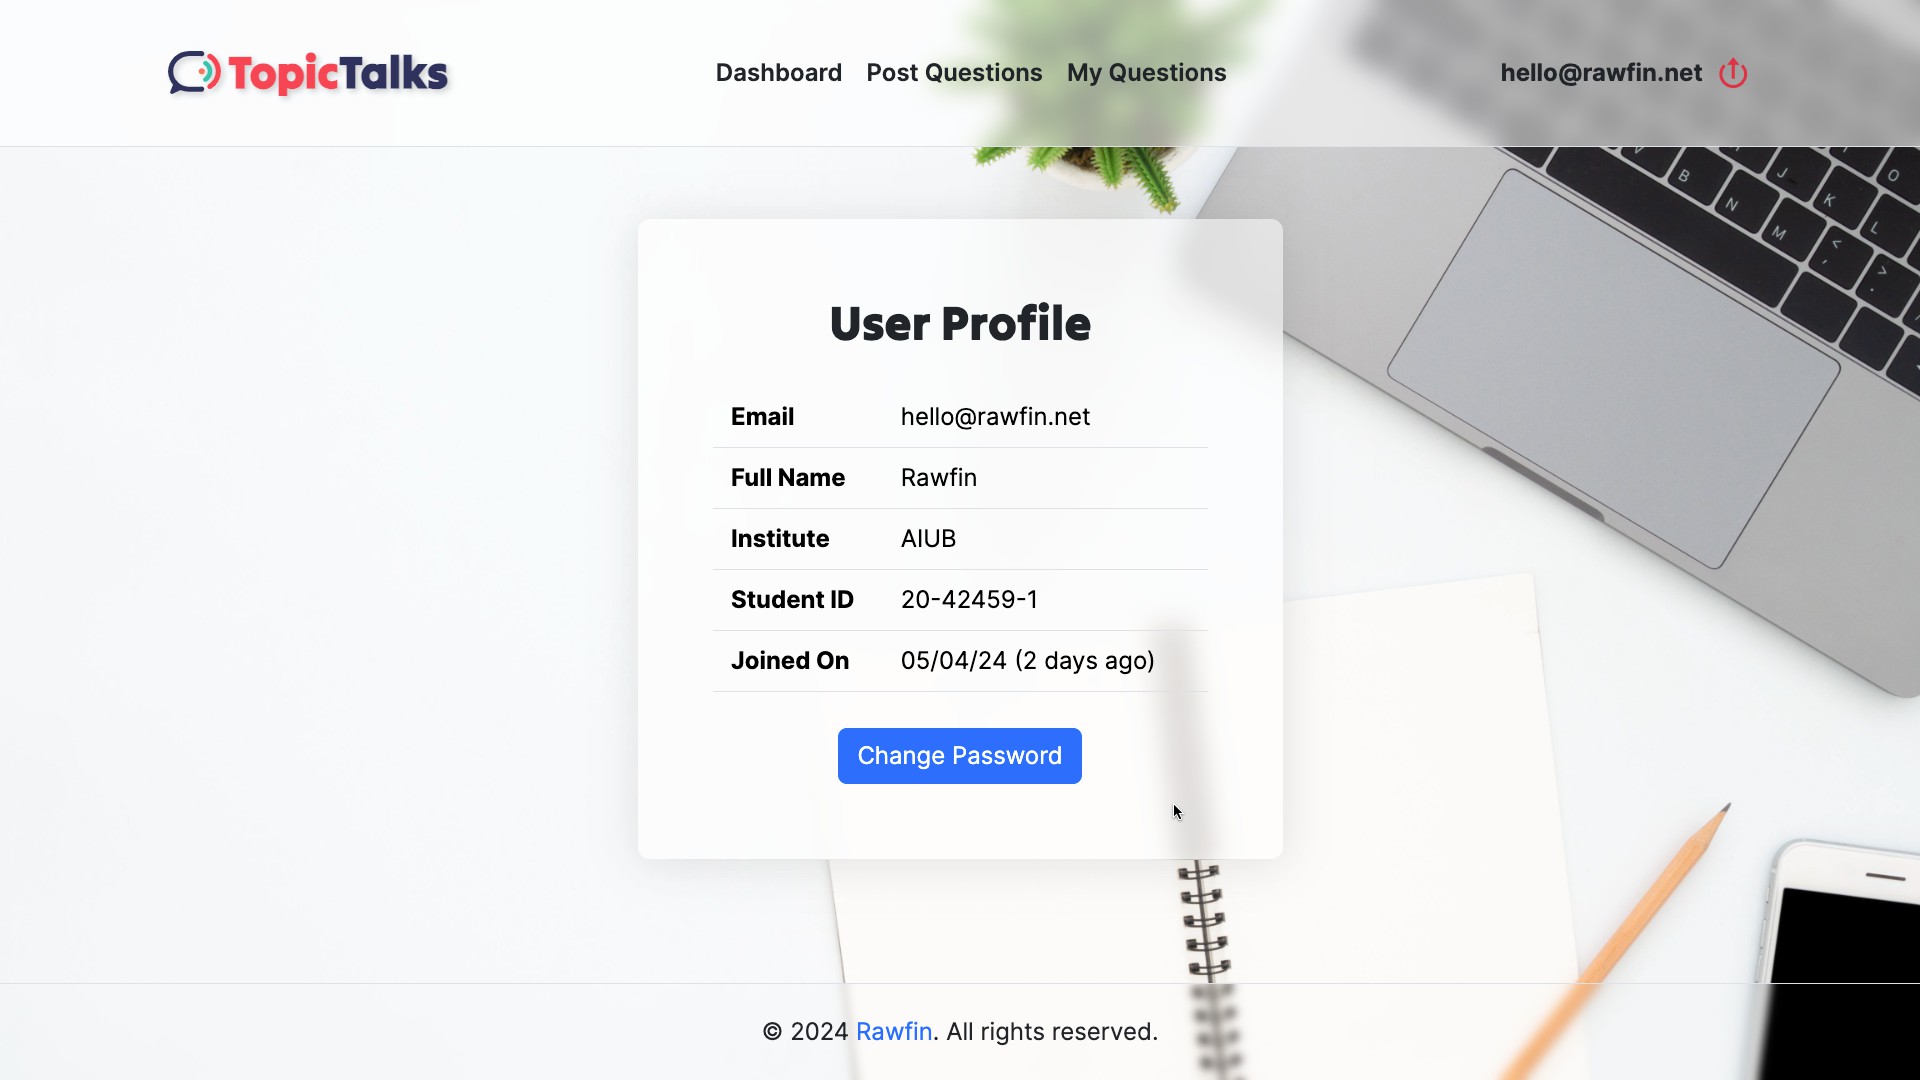 TopicTalks
Dashboard Post Questions My Questions
hello@rawfin.net
User Profile
Email hello@rawfin.net
Full Name Rawfin
Institute AIUB
Student ID 20-42459-1
Joined On 05/04/24 (2 days ago)
Change Password
© 2024 Rawfin. All rights reserved.